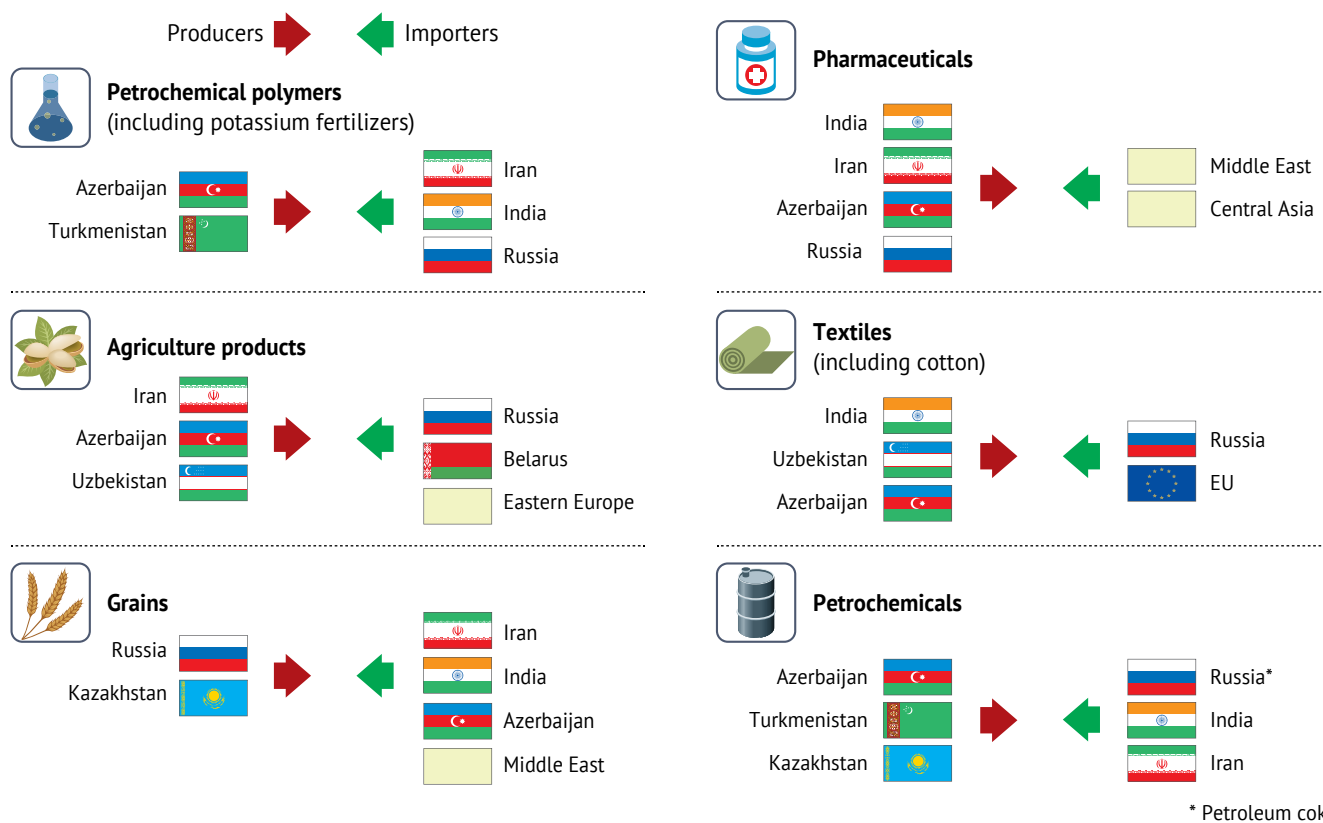 Producers
Importers
Petrochemical polymers
(including potassium fertilizers)
Azerbaijan
Turkmenistan
Iran
India
Russia
Agriculture products
Iran
Azerbaijan
Uzbekistan
Russia
Belarus
Eastern Europe
Grains
Russia
Kazakhstan
Iran
India
Azerbaijan
Middle East
Pharmaceuticals
India
Iran
Azerbaijan
Russia
Middle East
Central Asia
Textiles
(including cotton)
India
Uzbekistan
Azerbaijan
Russia
EU
Petrochemicals
Azerbaijan
Turkmenistan
Kazakhstan
Russia*
India
Iran
* Petroleum cok